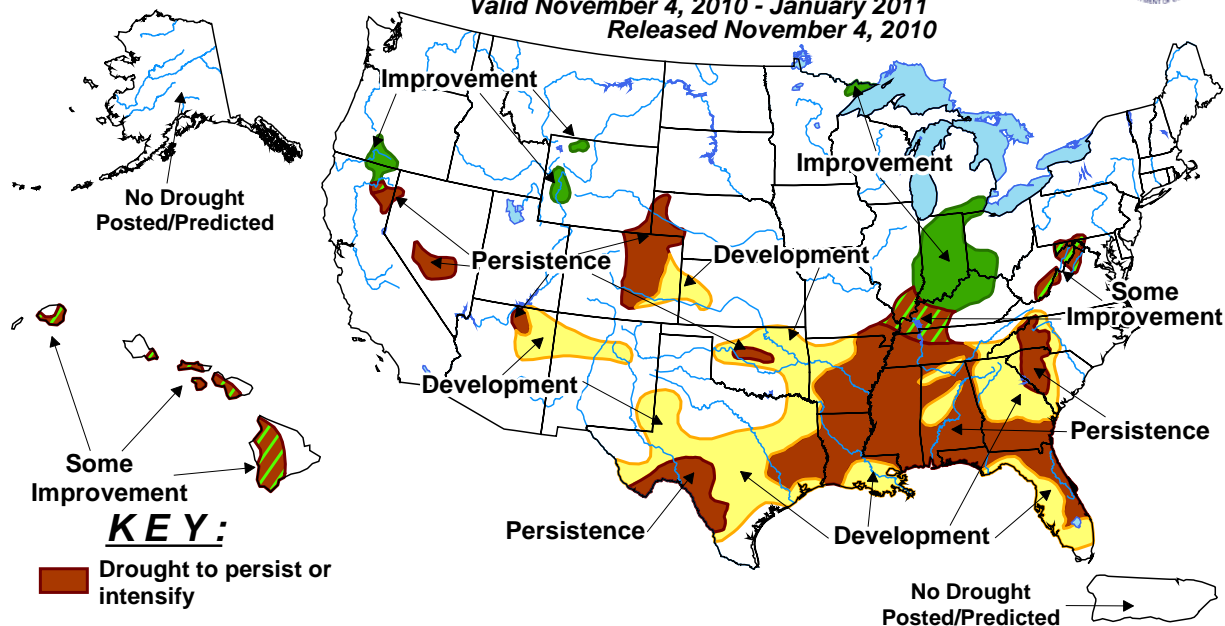 Valid November 4, 2010 - January 2011
Released November 4, 2010
Improvement
No Drought
Posted/Predicted
Improvement
Persistence
Development
Some
Improvement
Development
Persistence
Some
Improvement
Persistence
Development
KEY:
Drought to persist or
intensify
No Drought
Posted/Predicted